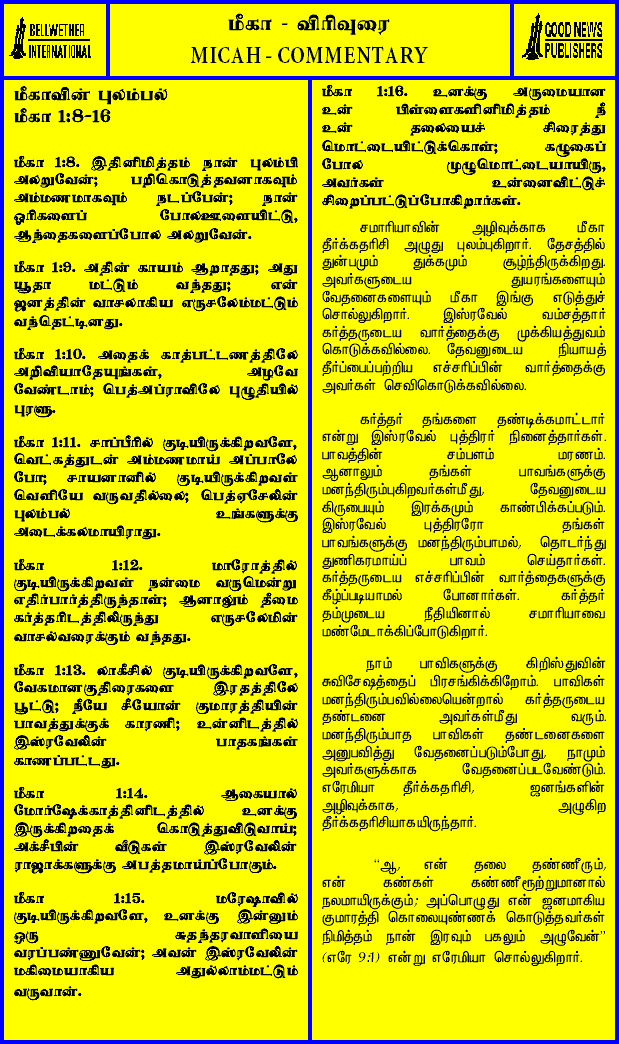 BELLWETHER
INTERNATIONAL
மீகா - விரிவுரை
MICAH - COMMENTARY
GOOD NEWS
PUBLISHERS
மீகாவின் புலம்பல்
மீகா 1:8-16
மீகா 1:8. இதினிமித்தம் நான் புலம்பி
அலறுவேன்; பறிகொடுத்தவனாகவும்
அம்மணமாகவும் நடப்பேன்; நான்
ஓரிகளைப் போலஊளையிட்டு,
ஆந்தைகளைப்போல அலறுவேன்.
மீகா 1:9. அதின் காயம் ஆறாதது; அது
யூதா மட்டும் வந்தது; என்
ஜனத்தின் வாசலாகிய எருசலேம்மட்டும்
வந்தெட்டினது.
மீகா 1:10. அதைக் காத்பட்டணத்திலே
அறிவியாதேயுங்கள், அழவே
வேண்டாம்; பெத்அப்ராவிலே புழுதியில்
புரளு.
மீகா 1:11. சாப்பீரில் குடியிருக்கிறவளே,
வெட்கத்துடன் அம்மணமாய் அப்பாலே
போ; சாயனானில் குடியிருக்கிறவள்
வெளியே வருவதில்லை; பெத்ஏசேலின்
புலம்பல் உங்களுக்கு
அடைக்கலமாயிராது.
மீகா 1:12. மாரோத்தில்
குடியிருக்கிறவள் நன்மை வருமென்று
எதிர்பார்த்திருந்தாள்; ஆனாலும் தீமை
கர்த்தரிடத்திலிருந்து எருசலேமின்
வாசல்வரைக்கும் வந்தது.
மீகா 1:13. லாகீசில் குடியிருக்கிறவளே,
வேகமானகுதிரைகளை இரதத்திலே
பூட்டு; நீயே சீயோன் குமாரத்தியின்
பாவத்துக்குக் காரணி; உன்னிடத்தில்
இஸ்ரவேலின் பாதகங்கள்
காணப்பட்டது.
மீகா 1:14. ஆகையால்
மோர்ஷேக்காத்தினிடத்தில் உனக்கு
இருக்கிறதைக் கொடுத்துவிடுவாய்;
அக்சீபின் வீடுகள் இஸ்ரவேலின்
ராஜாக்களுக்கு அபத்தமாய்ப்போகும்.
மீகா 1:15. மரேஷாவில்
குடியிருக்கிறவளே, உனக்கு இன்னும்
ஒரு சுதந்தரவாளியை
வரப்பண்ணுவேன்; அவன் இஸ்ரவேலின்
மகிமையாகிய அதுல்லாம்மட்டும்
வருவான்.
மீகா 1:16. உனக்கு அருமையான
உன் பிள்ளைகளினிமித்தம் நீ
உன் தலையைச் சிரைத்து
மொட்டையிட்டுக்கொள்; கழுகைப்
போல முழுமொட்டையாயிரு,
அவர்கள் உன்னைவிட்டுச்
சிறைப்பட்டுப்போகிறார்கள்.
சமாரியாவின் அழிவுக்காக மீகா
தீர்க்கதரிசி அழுது புலம்புகிறார். தேசத்தில்
துன்பமும் துக்கமும் சூழ்ந்திருக்கிறது.
அவர்களுடைய துயரங்களையும்
வேதனைகளையும் மீகா இங்கு எடுத்துச்
சொல்லுகிறார். இஸ்ரவேல் வம்சத்தார்
கர்த்தருடைய வார்த்தைக்கு முக்கியத்துவம்
கொடுக்கவில்லை. தேவனுடைய நியாயத்
தீர்ப்பைப்பற்றிய எச்சரிப்பின் வார்த்தைக்கு
அவர்கள் செவிகொடுக்கவில்லை.
கர்த்தர் தங்களை தண்டிக்கமாட்டார்
என்று இஸ்ரவேல் புத்திரர் நினைத்தார்கள்.
பாவத்தின் சம்பளம் மரணம்.
ஆனாலும் தங்கள் பாவங்களுக்கு
மனந்திரும்புகிறவர்கள்மீது, தேவனுடைய
கிருபையும் இரக்கமும் காண்பிக்கப்படும்.
இஸ்ரவேல் புத்திரரோ தங்கள்
பாவங்களுக்கு மனந்திரும்பாமல், தொடர்ந்து
துணிகரமாய்ப் பாவம் செய்தார்கள்.
கர்த்தருடைய எச்சரிப்பின் வார்த்தைகளுக்கு
கீழ்ப்படியாமல் போனார்கள். கர்த்தர்
தம்முடைய நீதியினால் சமாரியாவை
மண்மேடாக்கிப்போடுகிறார்.
நாம் பாவிகளுக்கு கிறிஸ்துவின்
சுவிசேஷத்தைப் பிரசங்கிக்கிறோம். பாவிகள்
மனந்திரும்பவில்லையென்றால் கர்த்தருடைய
தண்டனை அவர்கள்மீது வரும்.
மனந்திரும்பாத பாவிகள் தண்டனைகளை
அனுபவித்து வேதனைப்படும்போது, நாமும்
அவர்களுக்காக வேதனைப்படவேண்டும்.
எரேமியா தீர்க்கதரிசி, ஜனங்களின்
அழிவுக்காக, அழுகிற
தீர்க்கதரிசியாகயிருந்தார்.
“ஆ, என் தலை தண்ணீரும்,
என் கண்கள் கண்ணீரூற்றுமானால்
நலமாயிருக்கும்; அப்பொழுது என் ஜனமாகிய
குமாரத்தி கொலையுண்ணக் கொடுத்தவர்கள்
நிமித்தம் நான் இரவும் பகலும் அழுவேன்”
(எரே 9:1) என்று எரேமியா சொல்லுகிறார்.